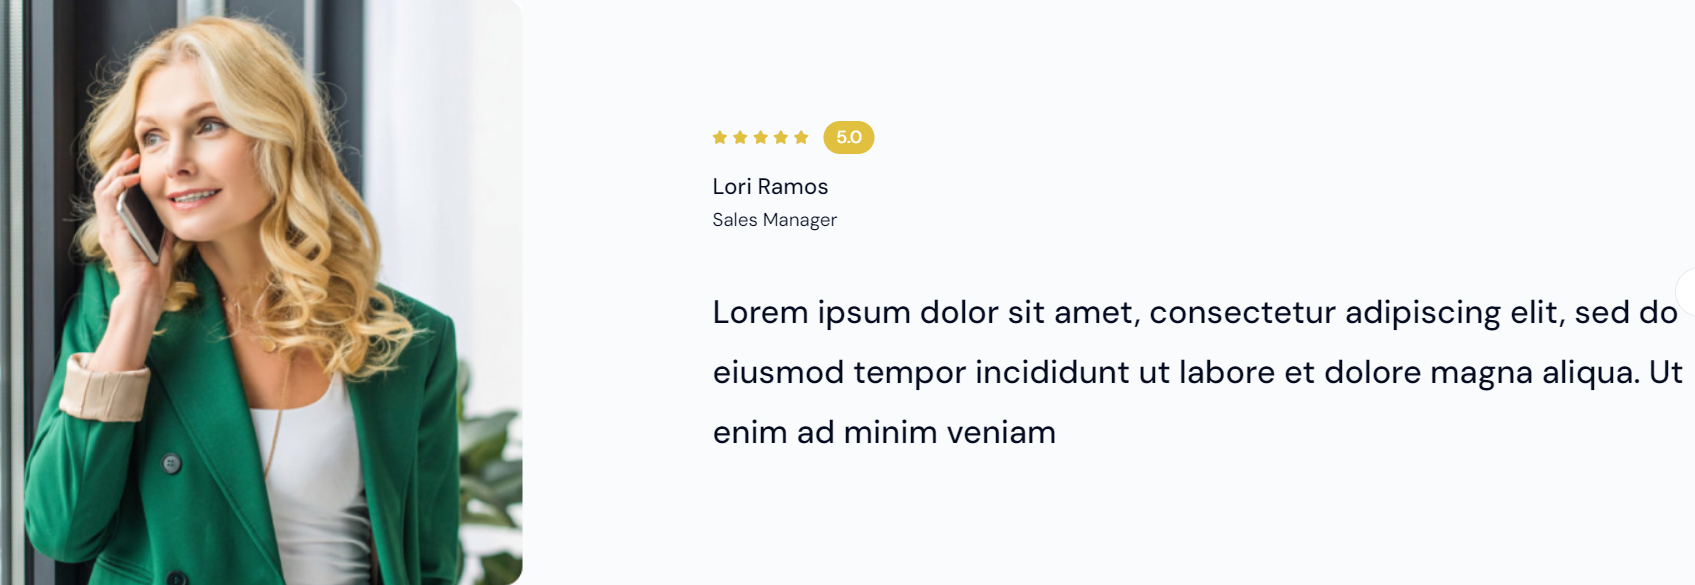 5.0
Lori Ramos
Sales Manager
Lorem ipsum dolor sit amet, consectetur adipiscing elit, sed do
eiusmod tempor incididunt ut labore et dolore magna aliqua. Ut
enim ad minim veniam